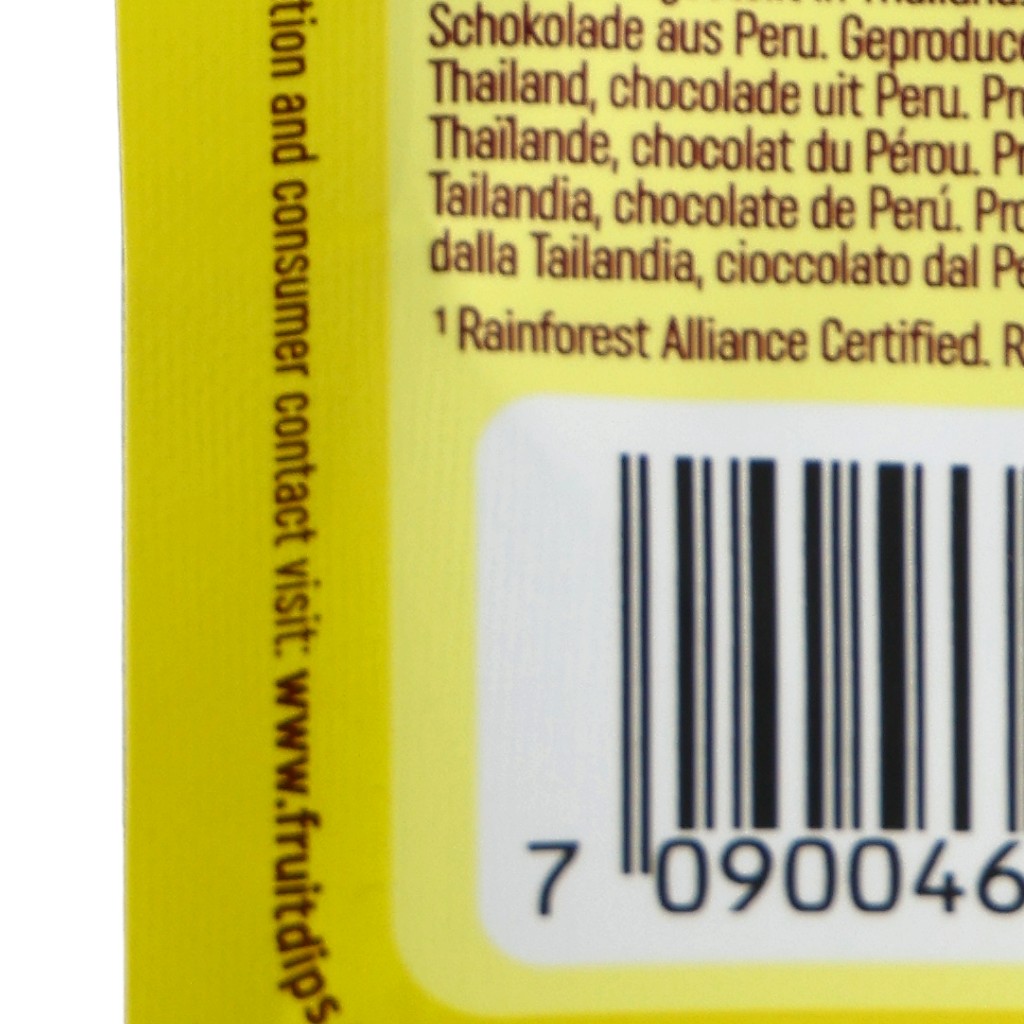 Schokolade aus Peru. Geproduce
Thailand, chocolade uit Peru. Pr
Thaïlande, chocolat du Pérou. Pr
Tailandia, chocolate de Perú. Pro
dalla Tailandia, cioccolato dal Pe
¹ Rainforest Alliance Certified. R
7 090046
tion and consumer contact visit: www.fruitdips